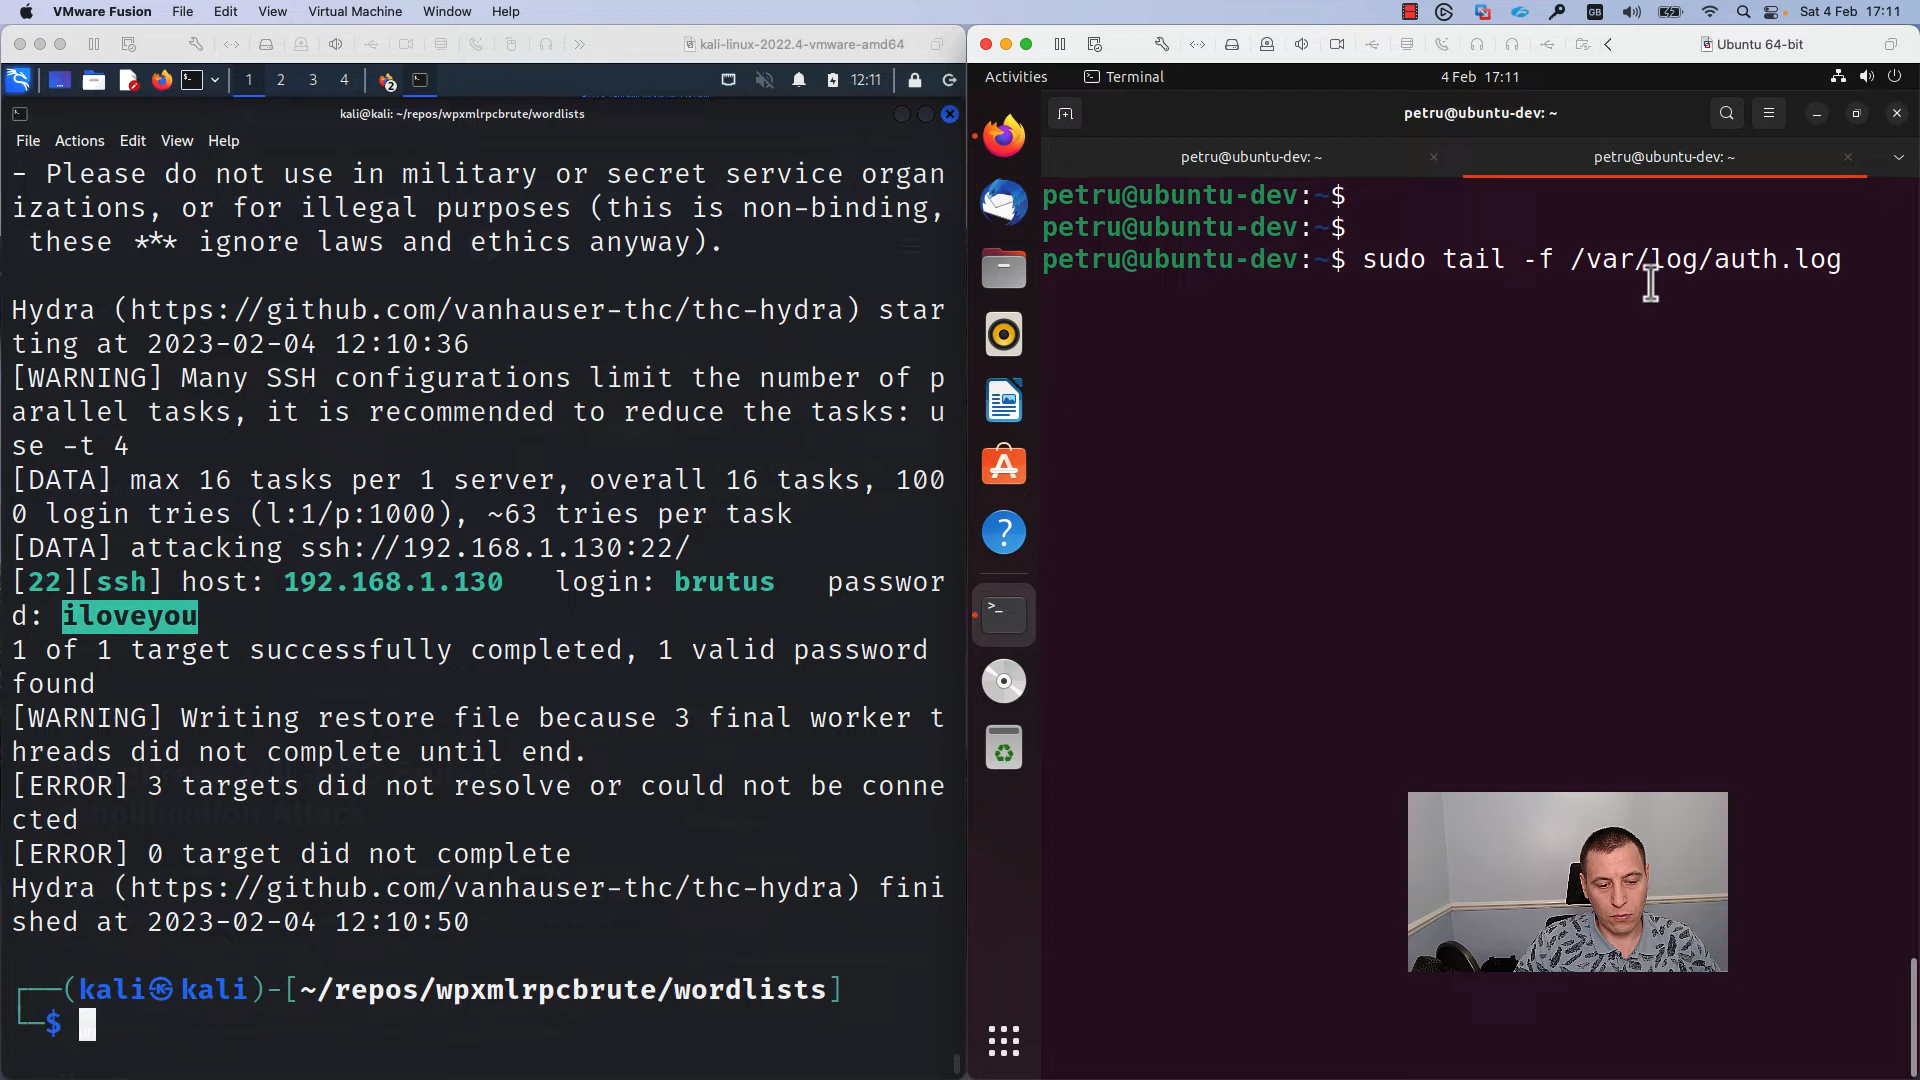 VMware Fusion File Edit View Virtual Machine Window Help
GB Sat 4 Feb 17:11
kali-linux-2022.4-vmware-amd64
1 2 3 4 2 12:11
kali@kali: ~/repos/wpxmlrpcbrute/wordlists
File Actions Edit View Help
- Please do not use in military or secret service organ
izations, or for illegal purposes (this is non-binding,
these *** ignore laws and ethics anyway).
Hydra (https://github.com/vanhauser-thc/thc-hydra) star
ting at 2023-02-04 12:10:36
[WARNING] Many SSH configurations limit the number of p
arallel tasks, it is recommended to reduce the tasks: u
se -t 4
[DATA] max 16 tasks per 1 server, overall 16 tasks, 100
0 login tries (l:1/p:1000), ~63 tries per task
[DATA] attacking ssh://192.168.1.130:22/
[22][ssh] host: 192.168.1.130 login: brutus passwor
d: iloveyou
1 of 1 target successfully completed, 1 valid password
found
[WARNING] Writing restore file because 3 final worker t
hreads did not complete until end.
[ERROR] 3 targets did not resolve or could not be conne
cted
[ERROR] 0 target did not complete
Hydra (https://github.com/vanhauser-thc/thc-hydra) fini
shed at 2023-02-04 12:10:50
(kali㉿kali)-[~/repos/wpxmlrpcbrute/wordlists]
$
Ubuntu 64-bit
Activities Terminal 4 Feb 17:11
petru@ubuntu-dev: ~
petru@ubuntu-dev: ~ petru@ubuntu-dev: ~
petru@ubuntu-dev:~$
petru@ubuntu-dev:~$
petru@ubuntu-dev:~$ sudo tail -f /var/log/auth.log